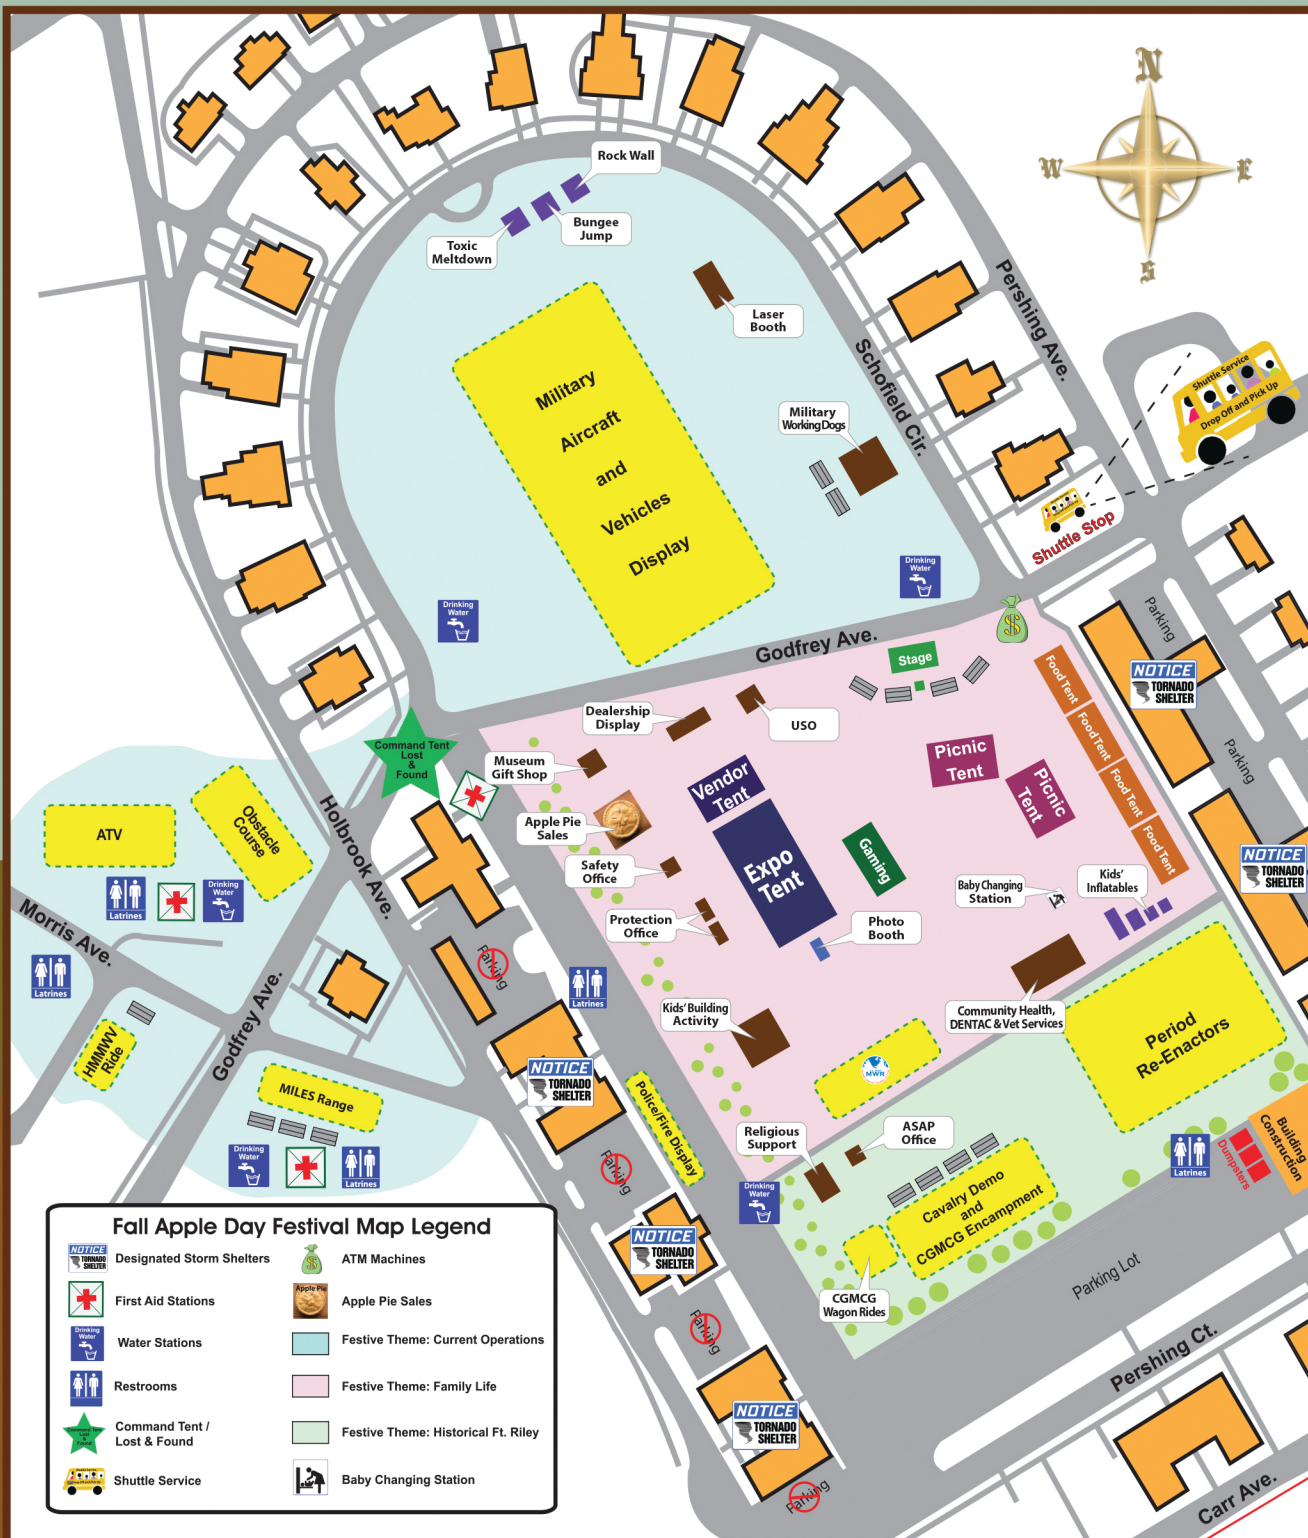 N
W
E
S
Rock Wall
Bungee
Jump
Toxic
Meltdown
Laser
Booth
Military
Aircraft
and
Vehicles
Display
Military
Working Dogs
Schofield Cir.
Pershing Ave.
Shuttle Service
Drop Off and Pick Up
Shuttle Stop
Drinking
Water
Drinking
Water
Godfrey Ave.
$
Stage
Parking
NOTICE
TORNADO
SHELTER
Parking
NOTICE
TORNADO
SHELTER
Food Tent
Food Tent
Food Tent
Food Tent
Dealership
Display
USO
Museum
Gift Shop
Vendor
Tent
Picnic
Tent
Picnic
Tent
Apple Pie
Sales
Expo
Tent
Gaming
Safety
Office
Protection
Office
Photo
Booth
Baby Changing
Station
Kids'
Inflatables
Kids' Building
Activity
Community Health,
DENTAC & Vet Services
MWR
Period
Re-Enactors
Command Tent
Lost
&
Found
Holbrook Ave.
ATV
Obstacle
Course
Latrines
Drinking
Water
Morris Ave.
Latrines
Godfrey Ave.
HMMWV
Ride
MILES Range
Drinking
Water
Latrines
Parking
Latrines
NOTICE
TORNADO
SHELTER
Police/Fire Display
Parking
Religious
Support
ASAP
Office
Drinking
Water
Cavalry Demo
and
CGMCG Encampment
CGMCG
Wagon Rides
Latrines
Dumpsters
Building
Construction
NOTICE
TORNADO
SHELTER
Parking
NOTICE
TORNADO
SHELTER
Parking
Parking Lot
Pershing Ct.
Carr Ave.
Fall Apple Day Festival Map Legend
NOTICE
TORNADO
SHELTER
Designated Storm Shelters
$
ATM Machines
First Aid Stations
Apple Pie
Apple Pie Sales
Drinking
Water
Water Stations
Festive Theme: Current Operations
Restrooms
Festive Theme: Family Life
Command Tent
Lost
&
Found
Command Tent /
Lost & Found
Festive Theme: Historical Ft. Riley
Shuttle Service
Baby Changing Station